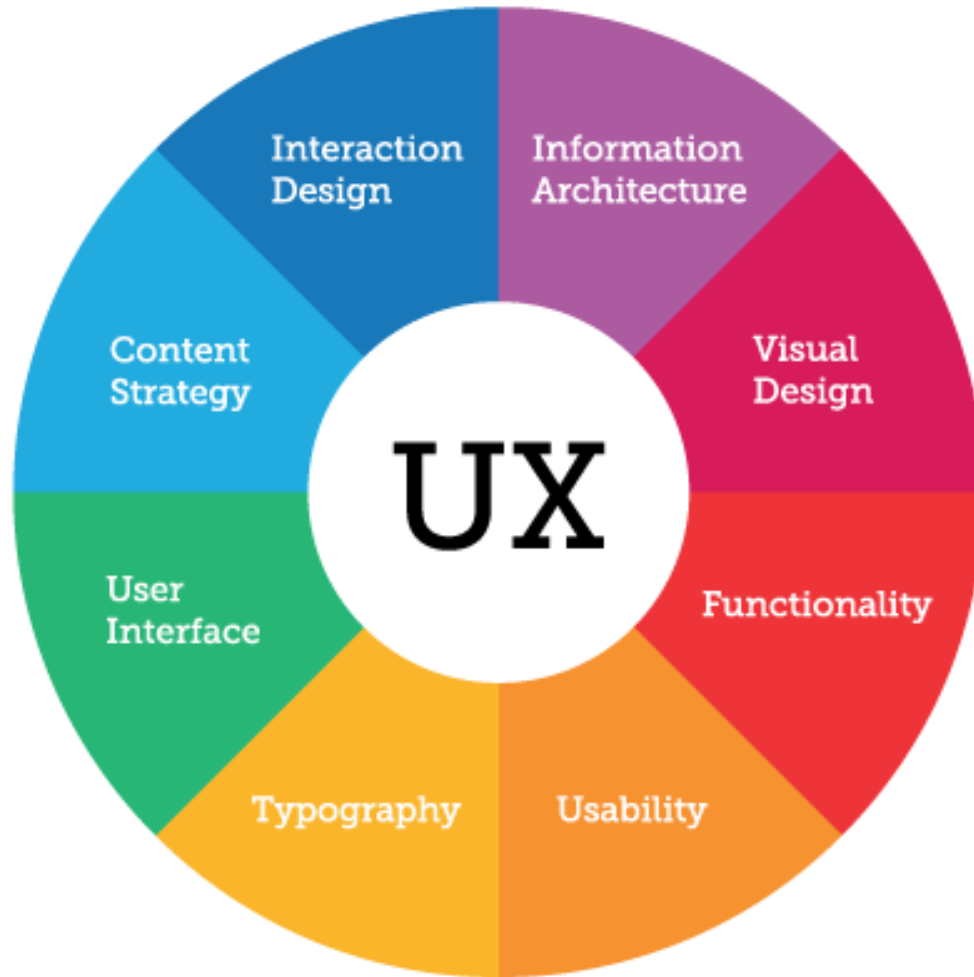 Interaction
Design
Information
Architecture
Visual
Design
Functionality
Usability
Typography
User
Interface
Content
Strategy
UX